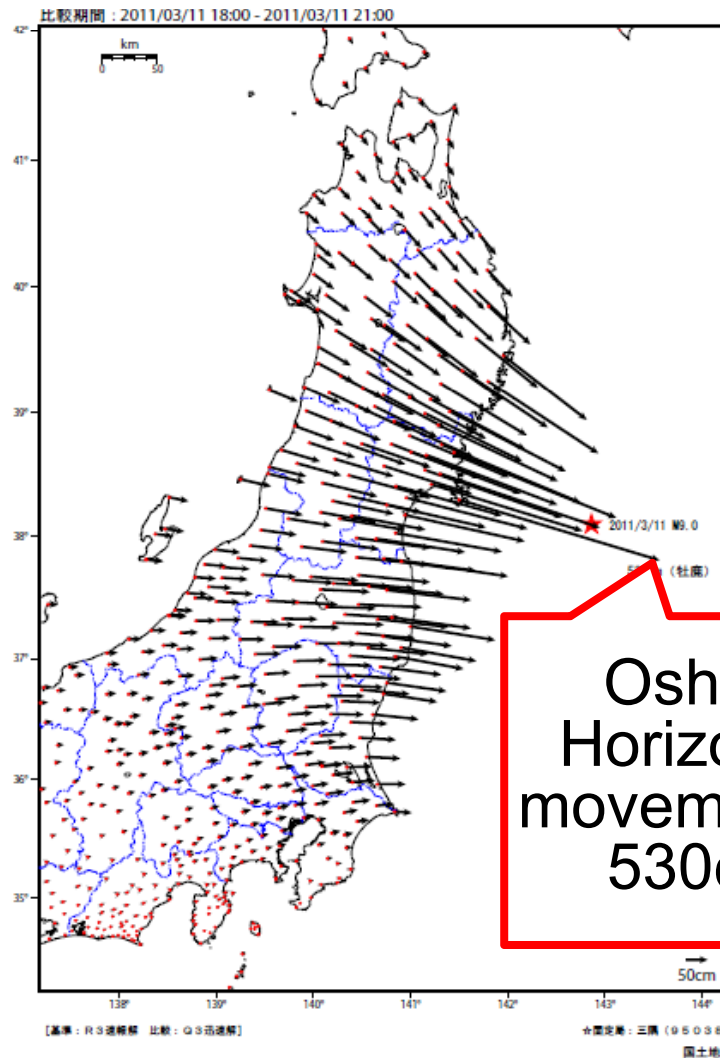 比較期間 : 2011/03/11 18:00 - 2011/03/11 21:00
42°
km
0 50
41°
40°
39°
2011/3/11 M9.0
38°
(牡鹿)
37°
Osh
Horizo
movem
530c
36°
35°
50cm
138° 139° 140° 141° 142° 143° 144°
[基準 : R3速報解 比較 : Q3迅速解]
☆固定局 : 三隅 (95038
国土地